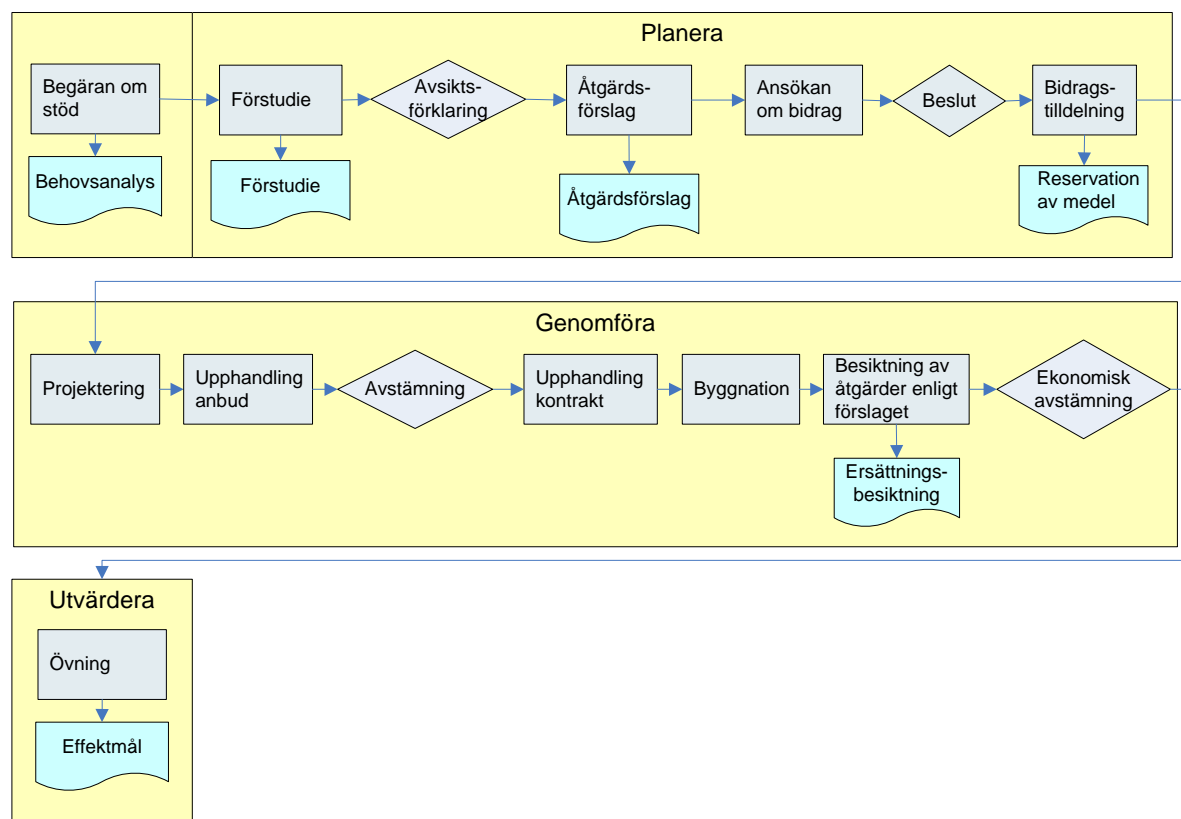 Planera
Begäran om
stöd
Förstudie
Avsikts-
förklaring
Åtgärds-
förslag
Ansökan
om bidrag
Beslut
Bidrags-
tilldelning
Behovsanalys
Förstudie
Åtgärdsförslag
Reservation
av medel
Genomföra
Projektering
Upphandling
anbud
Avstämning
Upphandling
kontrakt
Byggnation
Besiktning av
åtgärder enligt
förslaget
Ekonomisk
avstämning
Ersättnings-
besiktning
Utvärdera
Övning
Effektmål